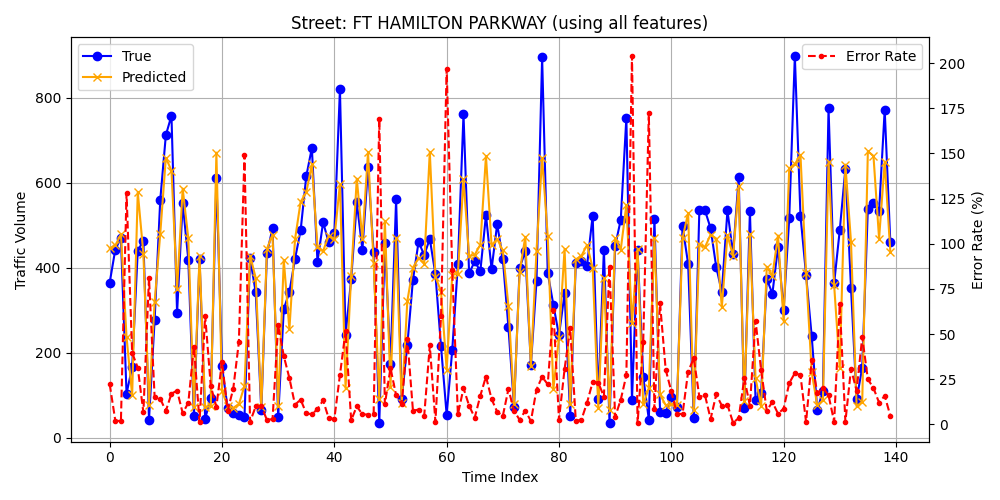 Street: FT HAMILTON PARKWAY (using all features)
True
Predicted
Error Rate
Traffic Volume
800
600
400
200
0
200
175
150
125
100
75
50
25
0
Error Rate (%)
0 20 40 60 80 100 120 140
Time Index